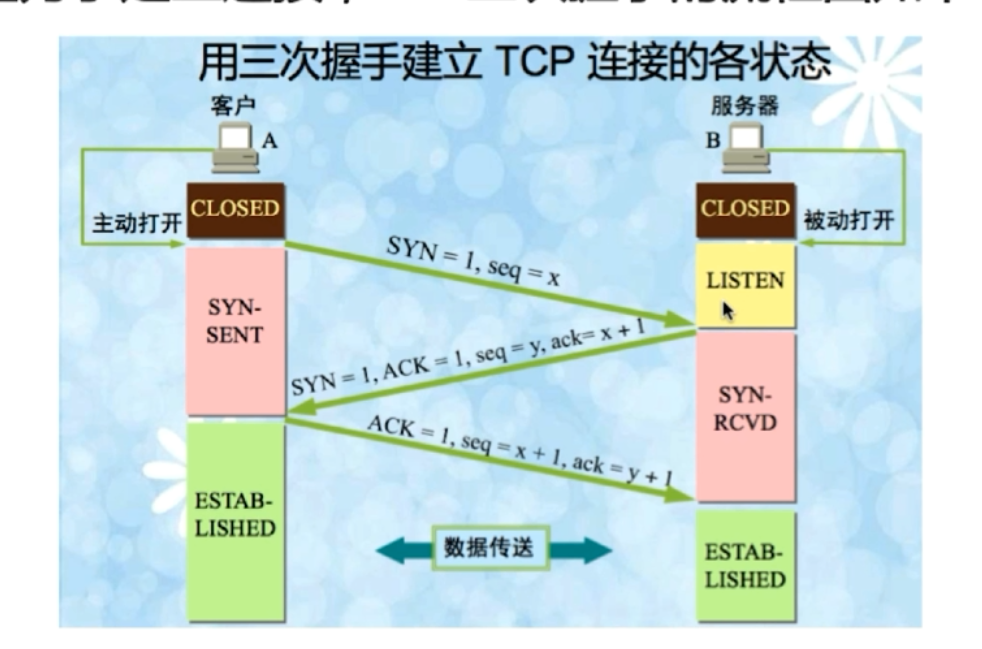 用三次握手建立 TCP 连接的各状态
客户
服务器
A
B
CLOSED
CLOSED
主动打开
被动打开
SYN = 1, seq = x
LISTEN
SYN-
SENT
SYN = 1, ACK = 1, seq = y, ack= x + 1
SYN-
RCVD
ACK = 1, seq = x + 1, ack = y + 1
ESTAB-
LISHED
数据传送
ESTAB-
LISHED